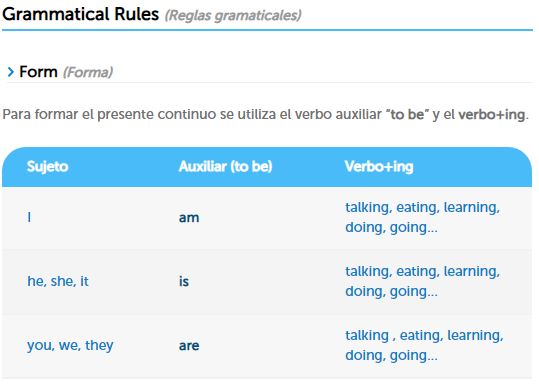 Grammatical Rules (Reglas gramaticales)
> Form (Forma)
Para formar el presente continuo se utiliza el verbo auxiliar “to be” y el verbo+ing.
Sujeto Auxiliar (to be) Verbo+ing
I am talking, eating, learning,
doing, going...
he, she, it is talking, eating, learning,
doing, going...
you, we, they are talking , eating, learning,
doing, going...